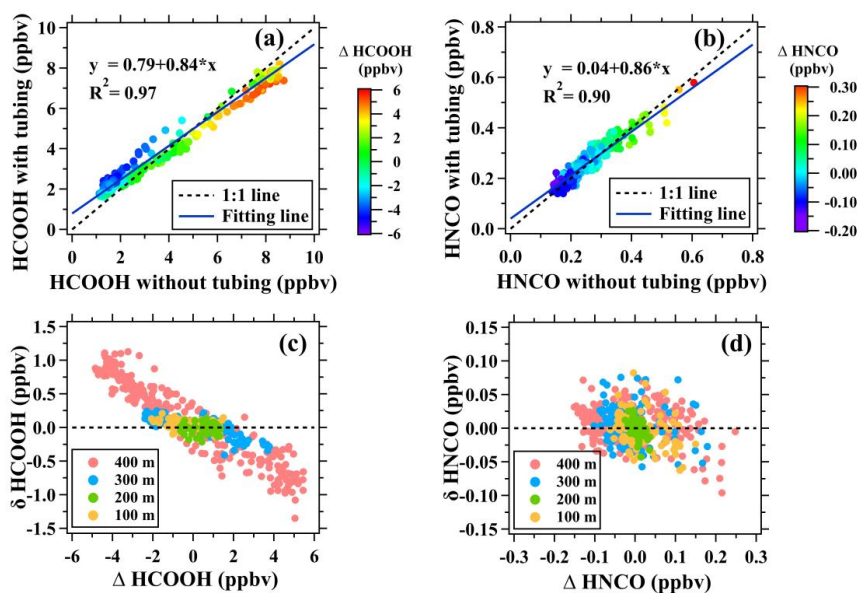 (a)
y = 0.79+0.84*x
R² = 0.97
1:1 line
Fitting line
HCOOH with tubing (ppbv)
10
8
6
4
2
0
0 2 4 6 8 10
HCOOH without tubing (ppbv)
Δ HCOOH
(ppbv)
6
4
2
0
-2
-4
-6
(b)
y = 0.04+0.86*x
R² = 0.90
1:1 line
Fitting line
HNCO with tubing (ppbv)
0.8
0.6
0.4
0.2
0.0
0.0 0.2 0.4 0.6 0.8
HNCO without tubing (ppbv)
Δ HNCO
(ppbv)
0.30
0.20
0.10
0.00
-0.10
-0.20
(c)
δ HCOOH (ppbv)
1.5
1.0
0.5
0.0
-0.5
-1.0
-1.5
400 m
300 m
200 m
100 m
-6 -4 -2 0 2 4 6
Δ HCOOH (ppbv)
(d)
δ HNCO (ppbv)
0.15
0.10
0.05
0.00
-0.05
-0.10
-0.15
400 m
300 m
200 m
100 m
-0.3 -0.2 -0.1 0.0 0.1 0.2 0.3
Δ HNCO (ppbv)